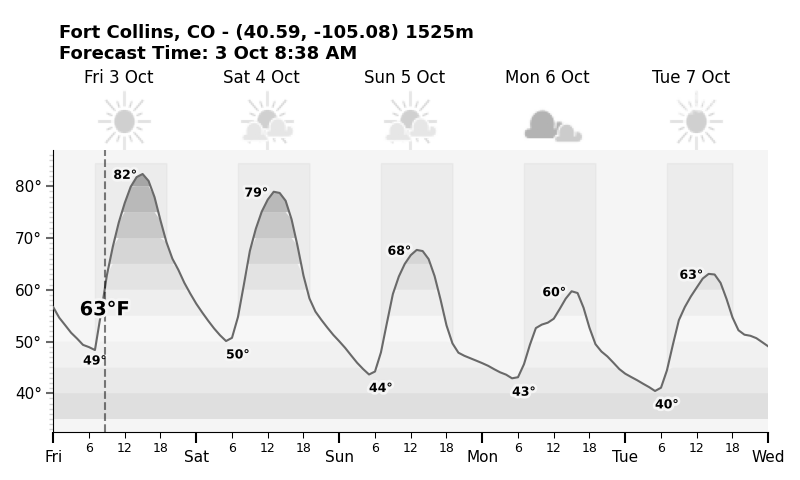 Fort Collins, CO - (40.59, -105.08) 1525m
Forecast Time: 3 Oct 8:38 AM
Fri 3 Oct Sat 4 Oct Sun 5 Oct Mon 6 Oct Tue 7 Oct
82°
80° 79°
70°
68°
63°
60° 60°
63°F
50° 49° 50°
44° 43°
40° 40°
6 12 18 6 12 18 6 12 18 6 12 18 6 12 18
Fri Sat Sun Mon Tue Wed